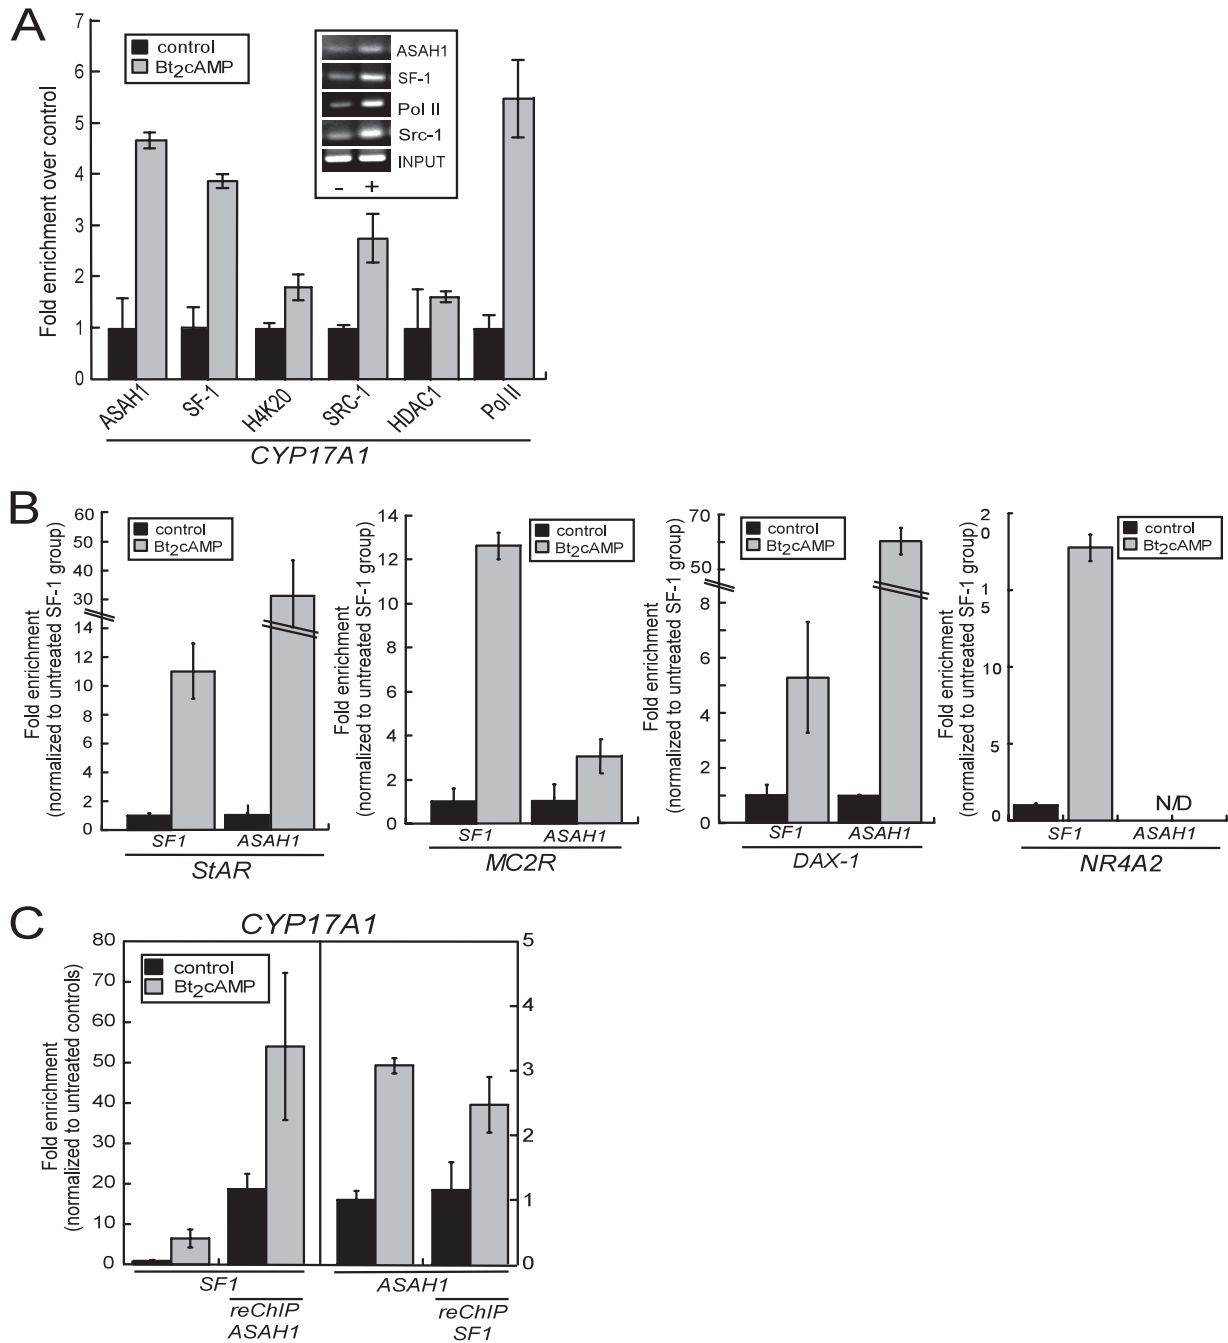 A
control
Bt2cAMP
ASAH1
SF-1
Pol II
Src-1
INPUT
- +
Fold enrichment over control
7
6
5
4
3
2
1
0
ASAH1 SF-1 H4K20 SRC-1 HDAC1 Pol II
CYP17A1
B
Fold enrichment
(normalized to untreated SF-1 group)
60
50
40
30
14
12
10
8
6
4
2
0
control
Bt2cAMP
SF1 ASAH1
StAR
Fold enrichment
(normalized to untreated SF-1 group)
14
12
10
8
6
4
2
0
control
Bt2cAMP
SF1 ASAH1
MC2R
Fold enrichment
(normalized to untreated SF-1 group)
70
60
50
8
6
4
2
0
control
Bt2cAMP
SF1 ASAH1
DAX-1
Fold enrichment
(normalized to untreated SF-1 group)
2
0
1
5
10
5
0
control
Bt2cAMP
N/D
SF1 ASAH1
NR4A2
C
CYP17A1
Fold enrichment
(normalized to untreated controls)
80
70
60
50
40
30
20
10
0
control
Bt2cAMP
5
4
3
2
1
0
SF1 ASAH1
reChIP reChIP
ASAH1 SF1